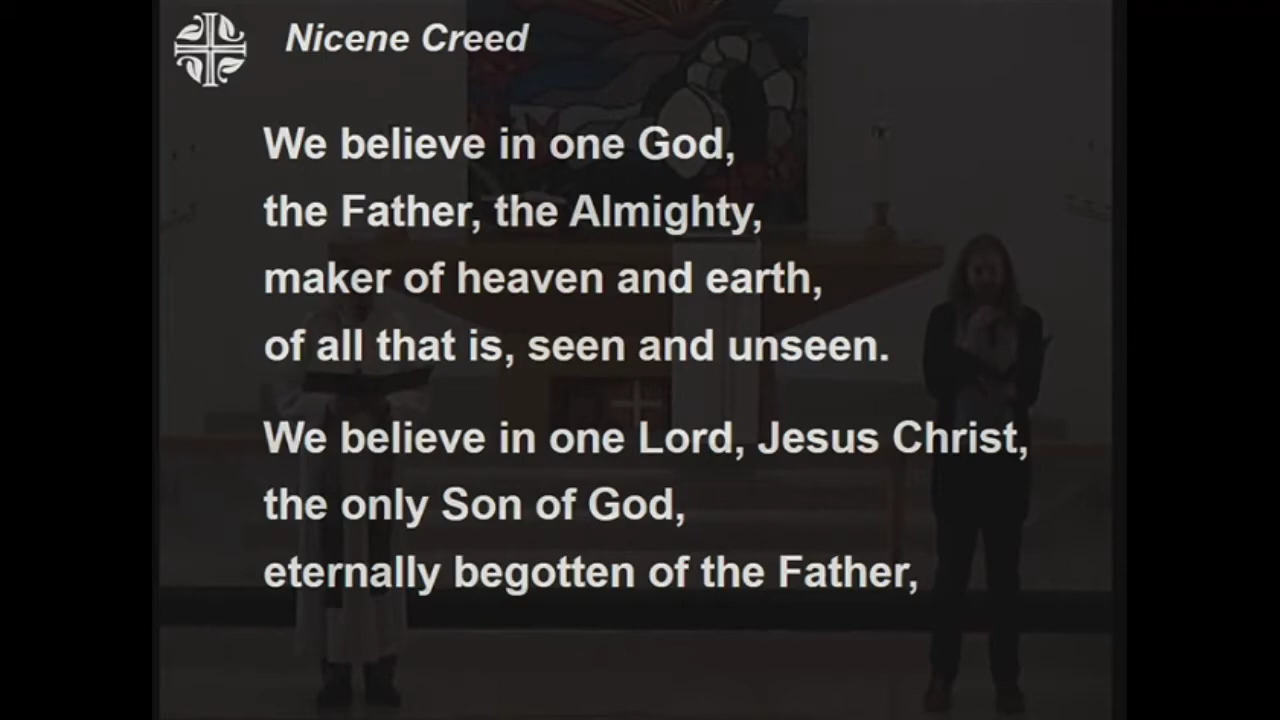 Nicene Creed
We believe in one God,
the Father, the Almighty,
maker of heaven and earth,
of all that is, seen and unseen.
We believe in one Lord, Jesus Christ,
the only Son of God,
eternally begotten of the Father,